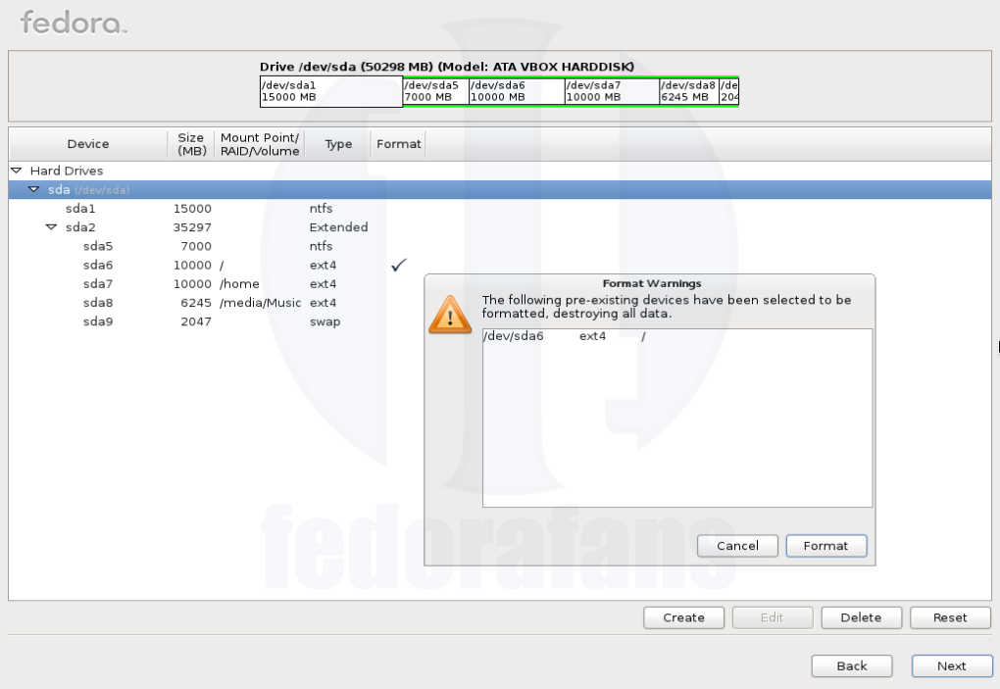 fedora
Drive /dev/sda (50298 MB) (Model: ATA VBOX HARDDISK)
/dev/sda1 /dev/sda5 /dev/sda6 /dev/sda7 /dev/sda8 /de
15000 MB 7000 MB 10000 MB 10000 MB 6245 MB 204
Device Size (MB) Mount Point/ RAID/Volume Type Format
Hard Drives
sda (/dev/sda)
sda1 15000 ntfs
sda2 35297 Extended
sda5 7000 ntfs
sda6 10000 / ext4 ✓
sda7 10000 /home ext4
sda8 6245 /media/Music ext4
sda9 2047 swap
Format Warnings
The following pre-existing devices have been selected to be
formatted, destroying all data.
/dev/sda6 ext4 /
Cancel Format
fedorafans
Create Edit Delete Reset
Back Next